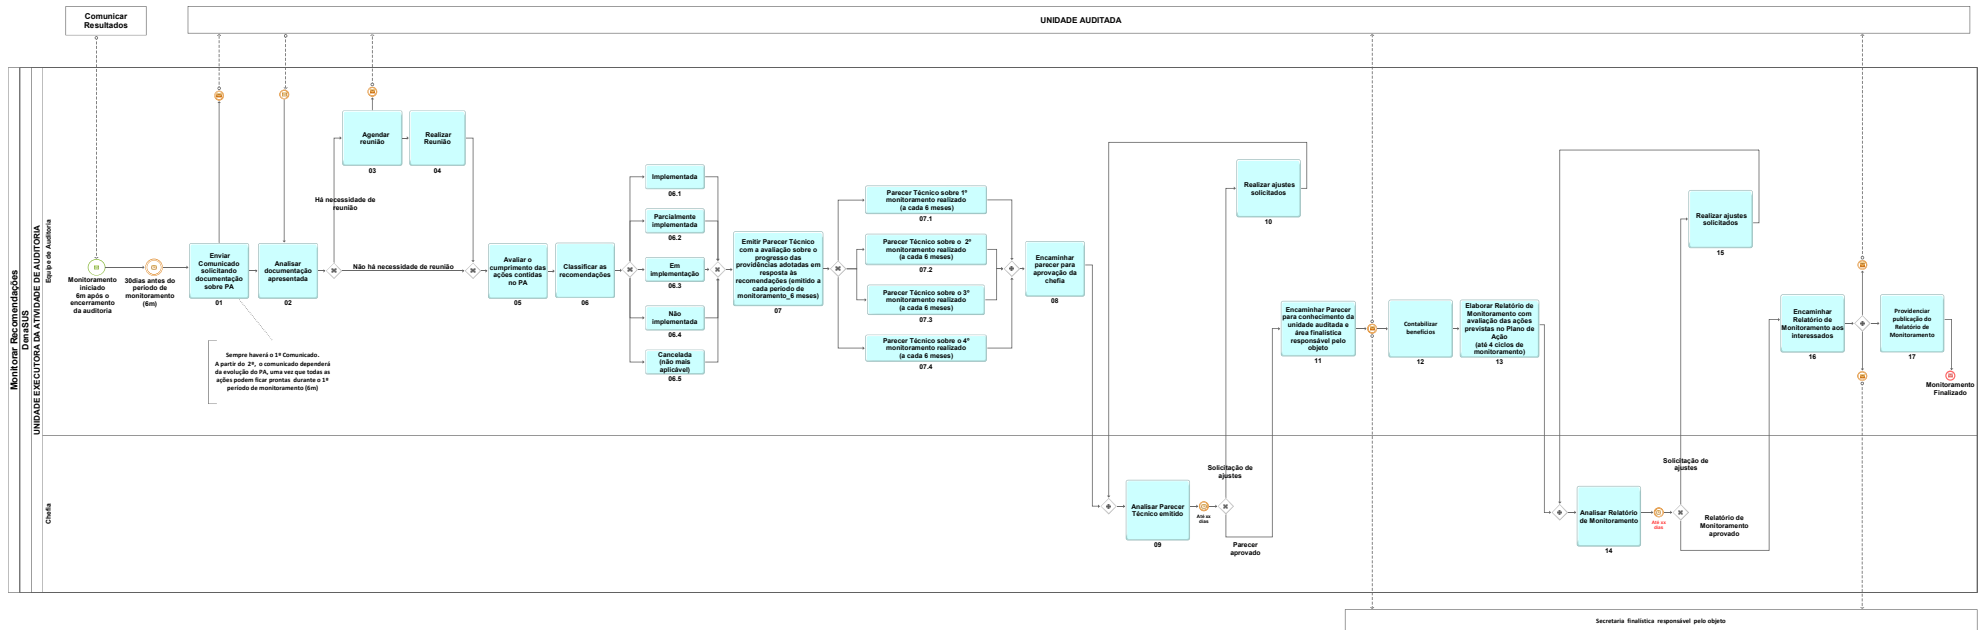 Comunicar
Resultados
UNIDADE AUDITADA
Monitorar Recomendações
DenaSUS
UNIDADE EXECUTORA DA ATIVIDADE DE AUDITORIA
Equipe de Auditoria
Monitoramento
iniciado
6m após o
encerramento
da auditoria
30dias antes do
período de
monitoramento
(6m)
Enviar
Comunicado
solicitando
documentação
sobre PA
01
Sempre haverá o 1º Comunicado.
A partir do 2º, o comunicado dependerá
da evolução do PA, uma vez que todas as
ações podem ficar prontas durante o 1º
período de monitoramento (6m)
Analisar
documentação
apresentada
02
Há necessidade de
reunião
Não há necessidade de reunião
Agendar
reunião
03
Realizar
Reunião
04
Avaliar o
cumprimento das
ações contidas
no PA
05
Classificar as
recomendações
06
Implementada
06.1
Parcialmente
implementada
06.2
Em
implementação
06.3
Não
implementada
06.4
Cancelada
(não mais
aplicável)
06.5
Emitir Parecer Técnico
com a avaliação sobre o
progresso das
providências adotadas em
resposta às
recomendações (emitido a
cada período de
monitoramento_6 meses)
07
Parecer Técnico sobre 1º
monitoramento realizado
(a cada 6 meses)
07.1
Parecer Técnico sobre o 2º
monitoramento realizado
(a cada 6 meses)
07.2
Parecer Técnico sobre o 3º
monitoramento realizado
(a cada 6 meses)
07.3
Parecer Técnico sobre o 4º
monitoramento realizado
(a cada 6 meses)
07.4
Encaminhar
parecer para
aprovação da
chefia
08
Realizar ajustes
solicitados
10
Encaminhar Parecer
para conhecimento da
unidade auditada e
área finalística
responsável pelo
objeto
11
Contabilizar
benefícios
12
Elaborar Relatório de
Monitoramento com
avaliação das ações
previstas no Plano de
Ação
(até 4 ciclos de
monitoramento)
13
Realizar ajustes
solicitados
15
Encaminhar
Relatório de
Monitoramento aos
interessados
16
Providenciar
publicação do
Relatório de
Monitoramento
17
Monitoramento
Finalizado
Chefia
Analisar Parecer
Técnico emitido
09
Até xx
dias
Solicitação de
ajustes
Parecer
aprovado
Analisar Relatório
de Monitoramento
14
Até xx
dias
Solicitação de
ajustes
Relatório de
Monitoramento
aprovado
Secretaria finalística responsável pelo objeto